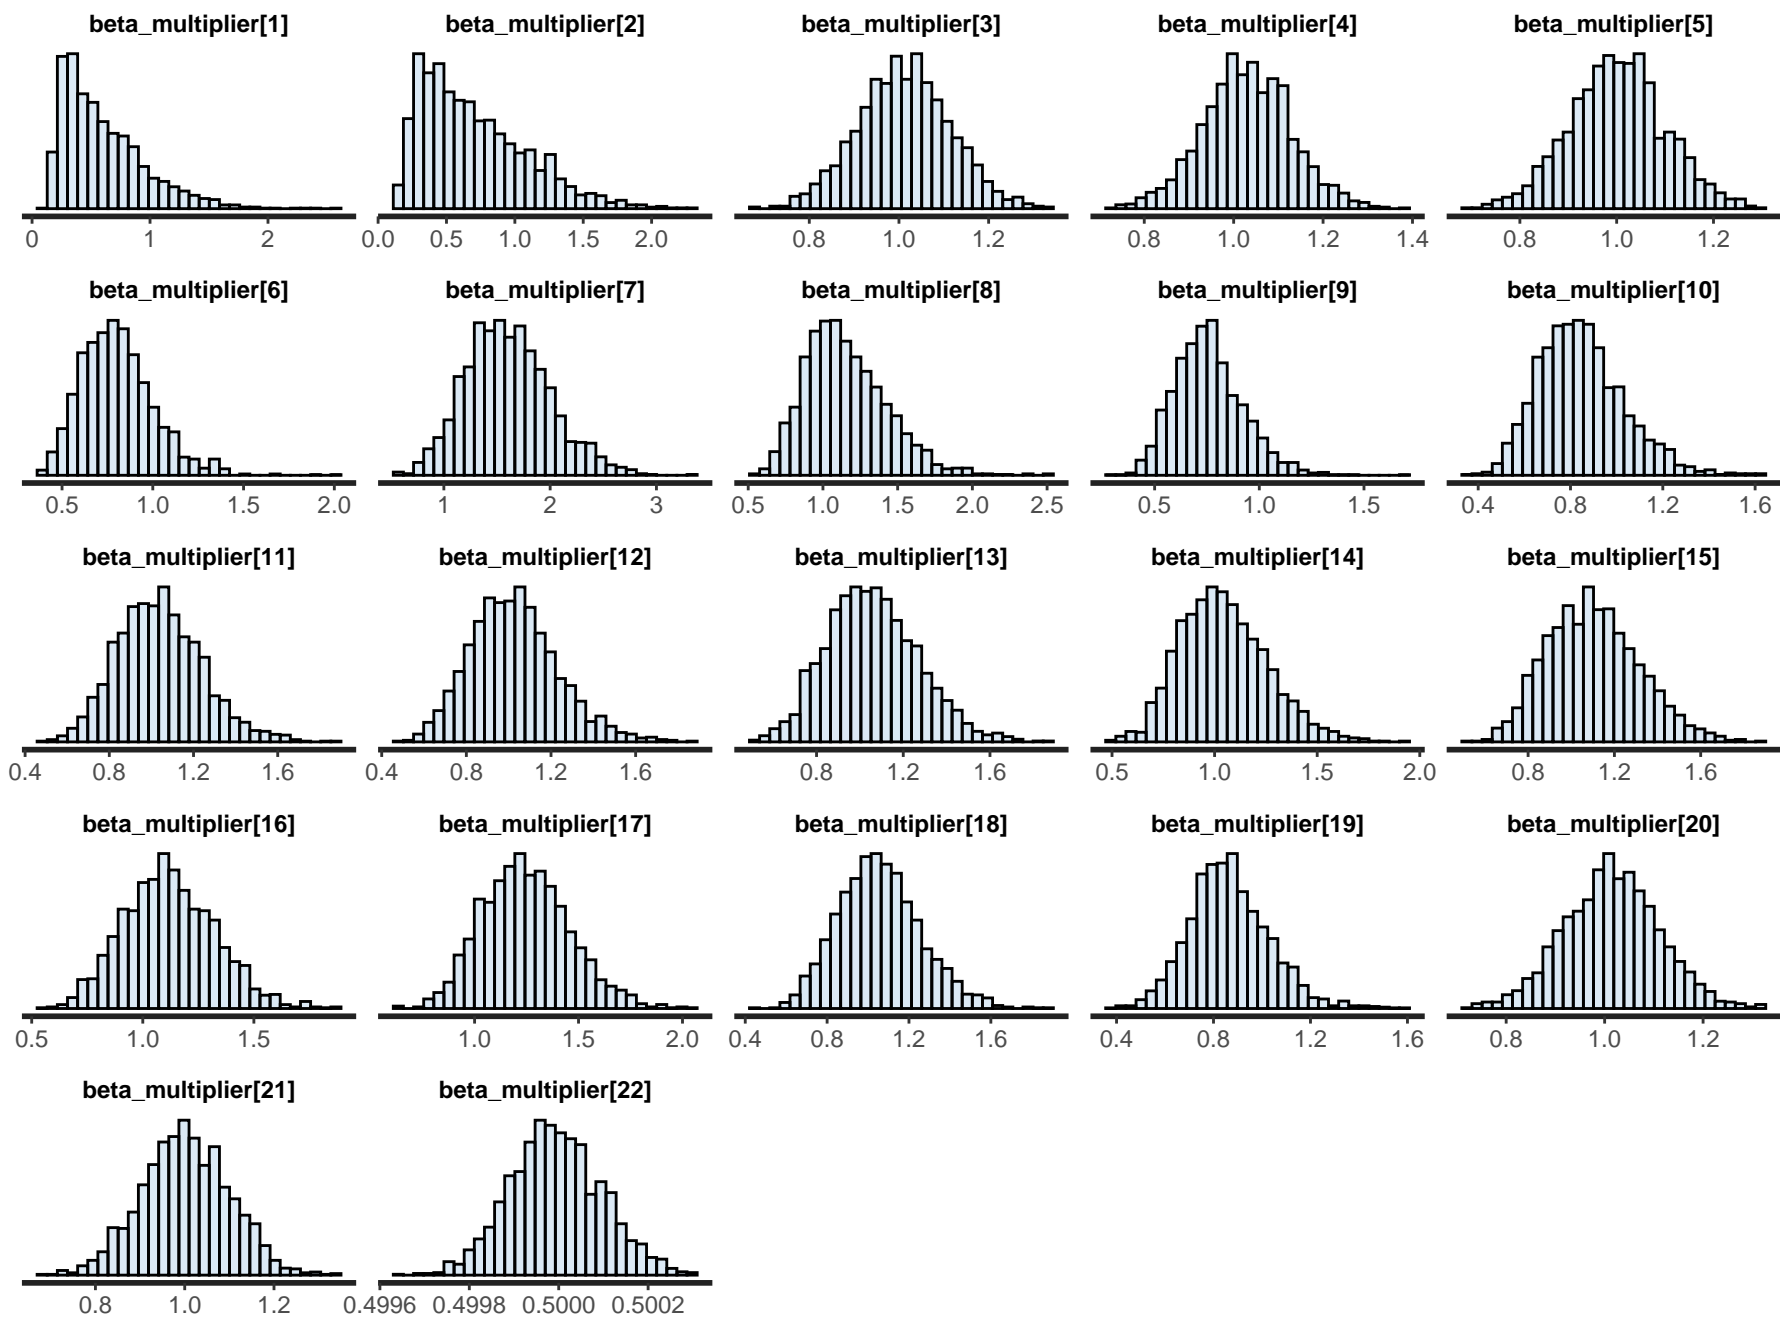 beta_multiplier[1] beta_multiplier[2] beta_multiplier[3] beta_multiplier[4] beta_multiplier[5]
0 1 2 0.0 0.5 1.0 1.5 2.0 0.8 1.0 1.2 0.8 1.0 1.2 1.4 0.8 1.0 1.2
beta_multiplier[6] beta_multiplier[7] beta_multiplier[8] beta_multiplier[9] beta_multiplier[10]
0.5 1.0 1.5 2.0 1 2 3 0.5 1.0 1.5 2.0 2.5 0.5 1.0 1.5 0.4 0.8 1.2 1.6
beta_multiplier[11] beta_multiplier[12] beta_multiplier[13] beta_multiplier[14] beta_multiplier[15]
0.4 0.8 1.2 1.6 0.4 0.8 1.2 1.6 0.8 1.2 1.6 0.5 1.0 1.5 2.0 0.8 1.2 1.6
beta_multiplier[16] beta_multiplier[17] beta_multiplier[18] beta_multiplier[19] beta_multiplier[20]
0.5 1.0 1.5 1.0 1.5 2.0 0.4 0.8 1.2 1.6 0.4 0.8 1.2 1.6 0.8 1.0 1.2
beta_multiplier[21] beta_multiplier[22]
0.8 1.0 1.2 0.4996 0.4998 0.5000 0.5002